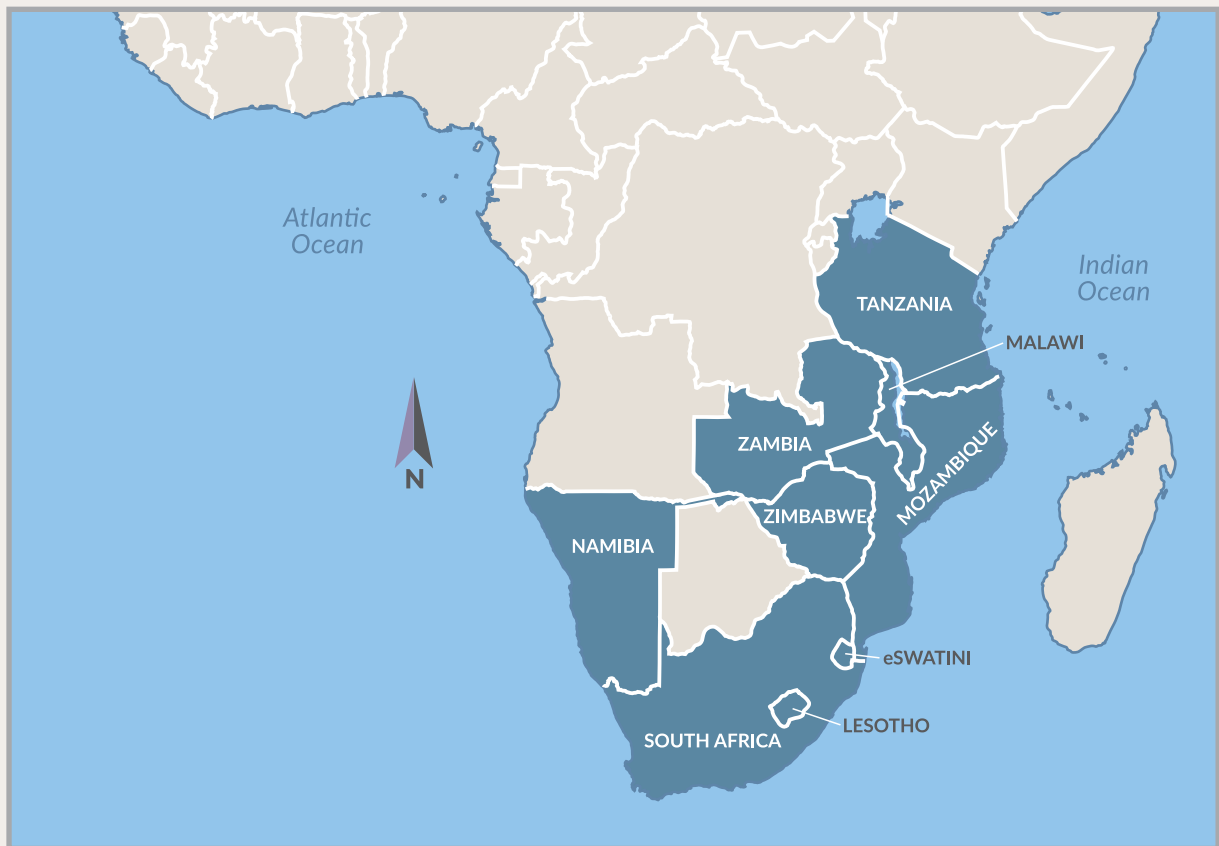 Atlantic
Ocean
Indian
Ocean
TANZANIA
MALAWI
ZAMBIA
MOZAMBIQUE
N
ZIMBABWE
NAMIBIA
eSWATINI
LESOTHO
SOUTH AFRICA